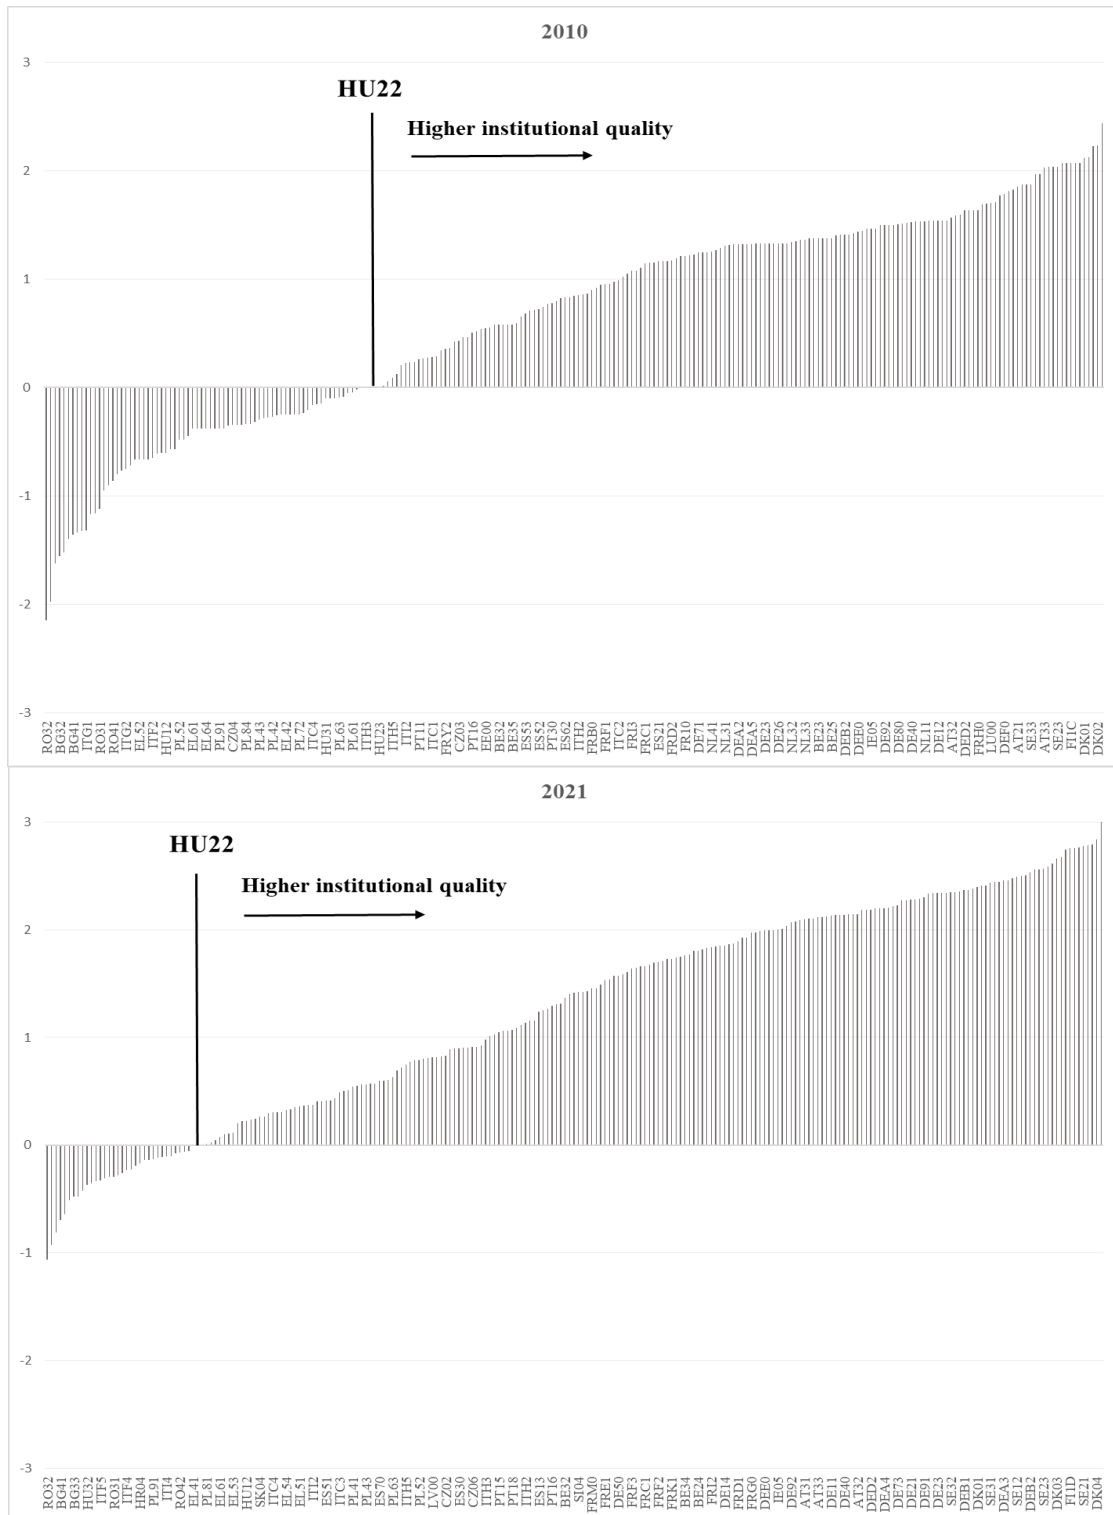 2010
3
HU22
Higher institutional quality
2
1
0
-1
-2
-3
RO32 BG32 BG41 ITG1 RO31 RO41 ITG2 EL52 ITF2 HU12 PL52 EL61 EL64 PL91 CZ04 PL84 PL43 PL42 EL42 PL72 ITC4 HU31 PL63 PL61 ITH3 HU23 ITH5 ITI2 PT11 ITC1 FRY2 CZ03 PT16 EE00 BE32 BE35 ES53 ES52 PT30 ES62 ITH2 FRB0 FRF1 ITC2 FRI3 FRC1 ES21 FRD2 FR10 DE71 NL41 NL31 DEA2 DEA5 DE23 DE26 NL32 NL33 BE23 BE25 DEB2 DEE0 IE05 DE92 DE80 DE40 NL11 DE12 AT32 DED2 FRH0 LU00 DEF0 AT21 SE33 AT33 SE23 FI1C DK01 DK02
2021
3
HU22
Higher institutional quality
2
1
0
-1
-2
-3
RO32 BG41 BG33 HU32 ITF5 RO31 ITF4 HR04 PL91 ITI4 RO42 EL41 PL81 EL61 EL53 HU12 SK04 ITC4 EL54 EL51 ITI2 ES51 ITC3 PL41 PL43 ES70 PL63 ITH5 PL52 LV00 CZ02 ES30 CZ06 ITH3 PT15 PT18 ITH2 ES13 PT16 BE32 SI04 FRM0 FRE1 DE50 FRF3 FRC1 FRF2 FRK1 BE34 BE24 FRI2 DE14 FRD1 FRG0 DEE0 IE05 DE92 AT31 AT33 DE11 DE40 AT32 DED2 DEA4 DE73 DE21 DE91 DE23 SE32 DEB1 DK01 SE31 DEA3 SE12 DEB2 SE23 DK03 FI1D SE21 DK04